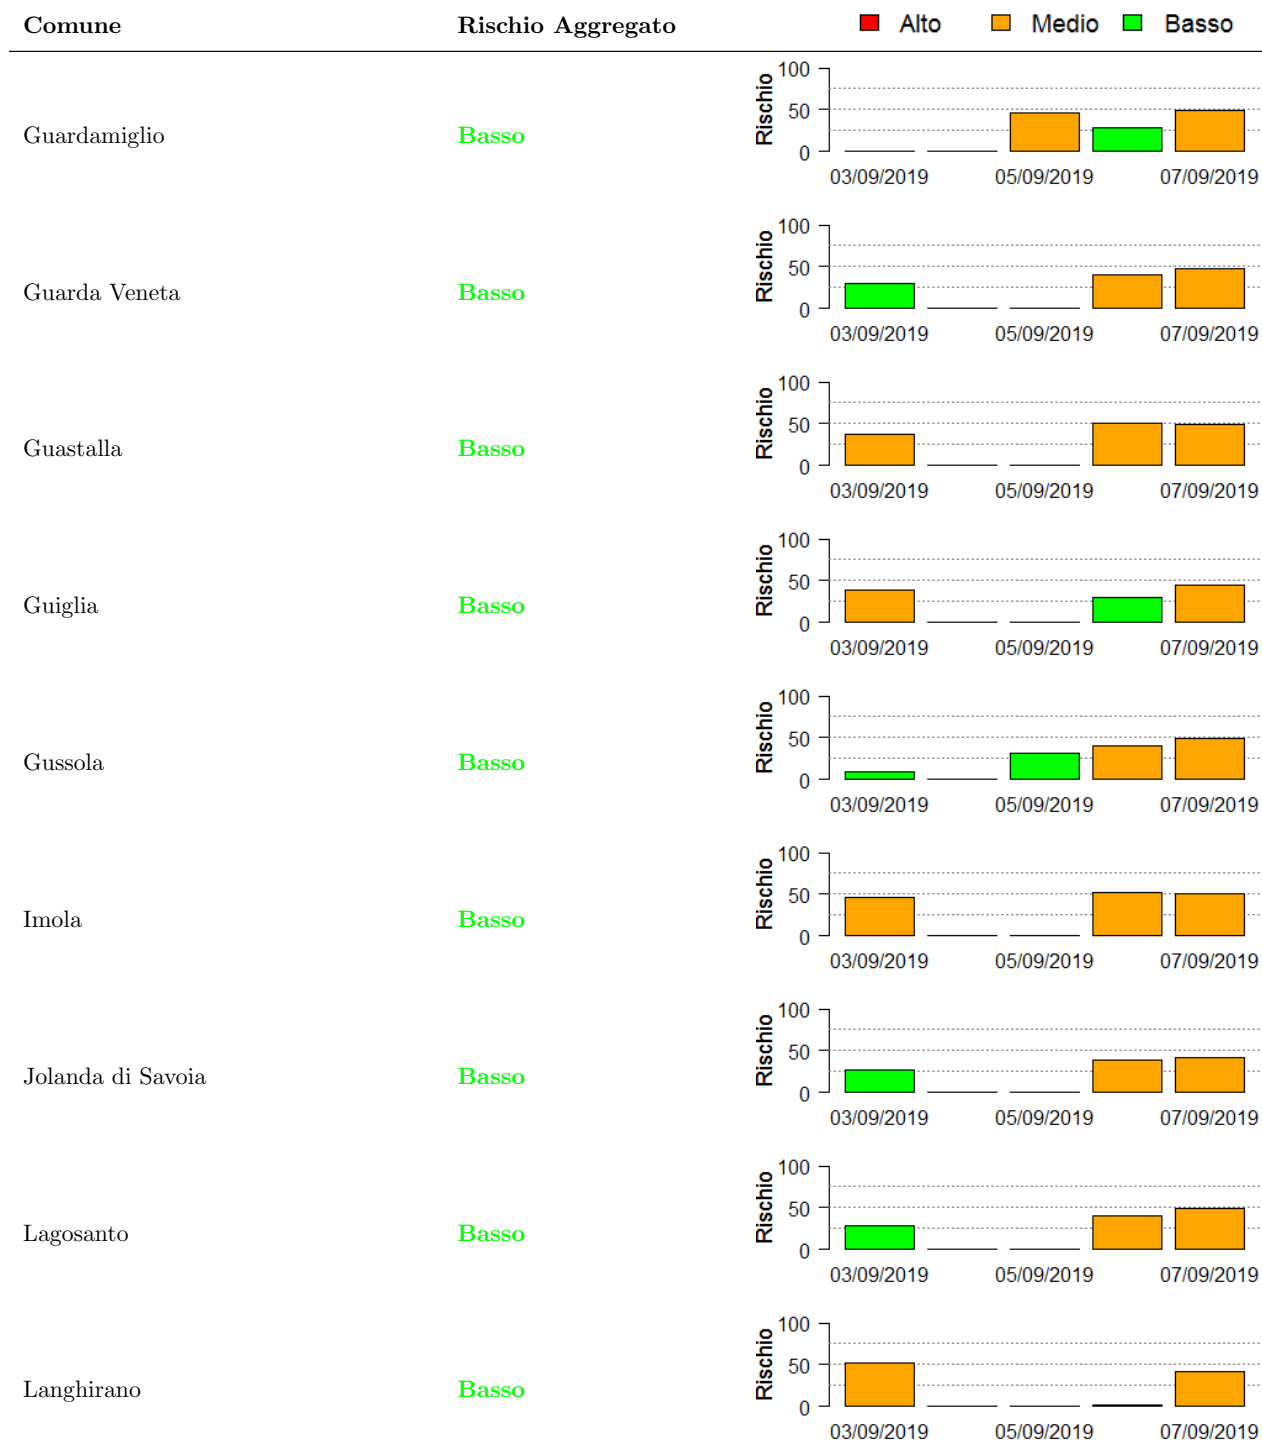 Comune Rischio Aggregato Alto Medio Basso
Guardamiglio Basso Rischio 100 50 0
03/09/2019 05/09/2019 07/09/2019
Guarda Veneta Basso Rischio 100 50 0
03/09/2019 05/09/2019 07/09/2019
Guastalla Basso Rischio 100 50 0
03/09/2019 05/09/2019 07/09/2019
Guiglia Basso Rischio 100 50 0
03/09/2019 05/09/2019 07/09/2019
Gussola Basso Rischio 100 50 0
03/09/2019 05/09/2019 07/09/2019
Imola Basso Rischio 100 50 0
03/09/2019 05/09/2019 07/09/2019
Jolanda di Savoia Basso Rischio 100 50 0
03/09/2019 05/09/2019 07/09/2019
Lagosanto Basso Rischio 100 50 0
03/09/2019 05/09/2019 07/09/2019
Langhirano Basso Rischio 100 50 0
03/09/2019 05/09/2019 07/09/2019